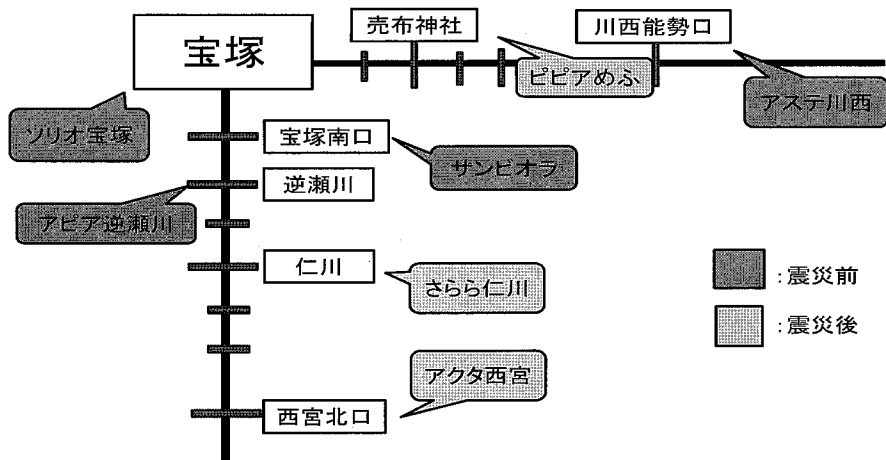 売布神社
川西能勢口
宝塚
ピピアめふ
アステ川西
ソリオ宝塚
宝塚南口
サンビオラ
逆瀬川
アピア逆瀬川
仁川
さらら仁川
:震災前
:震災後
アクタ西宮
西宮北口